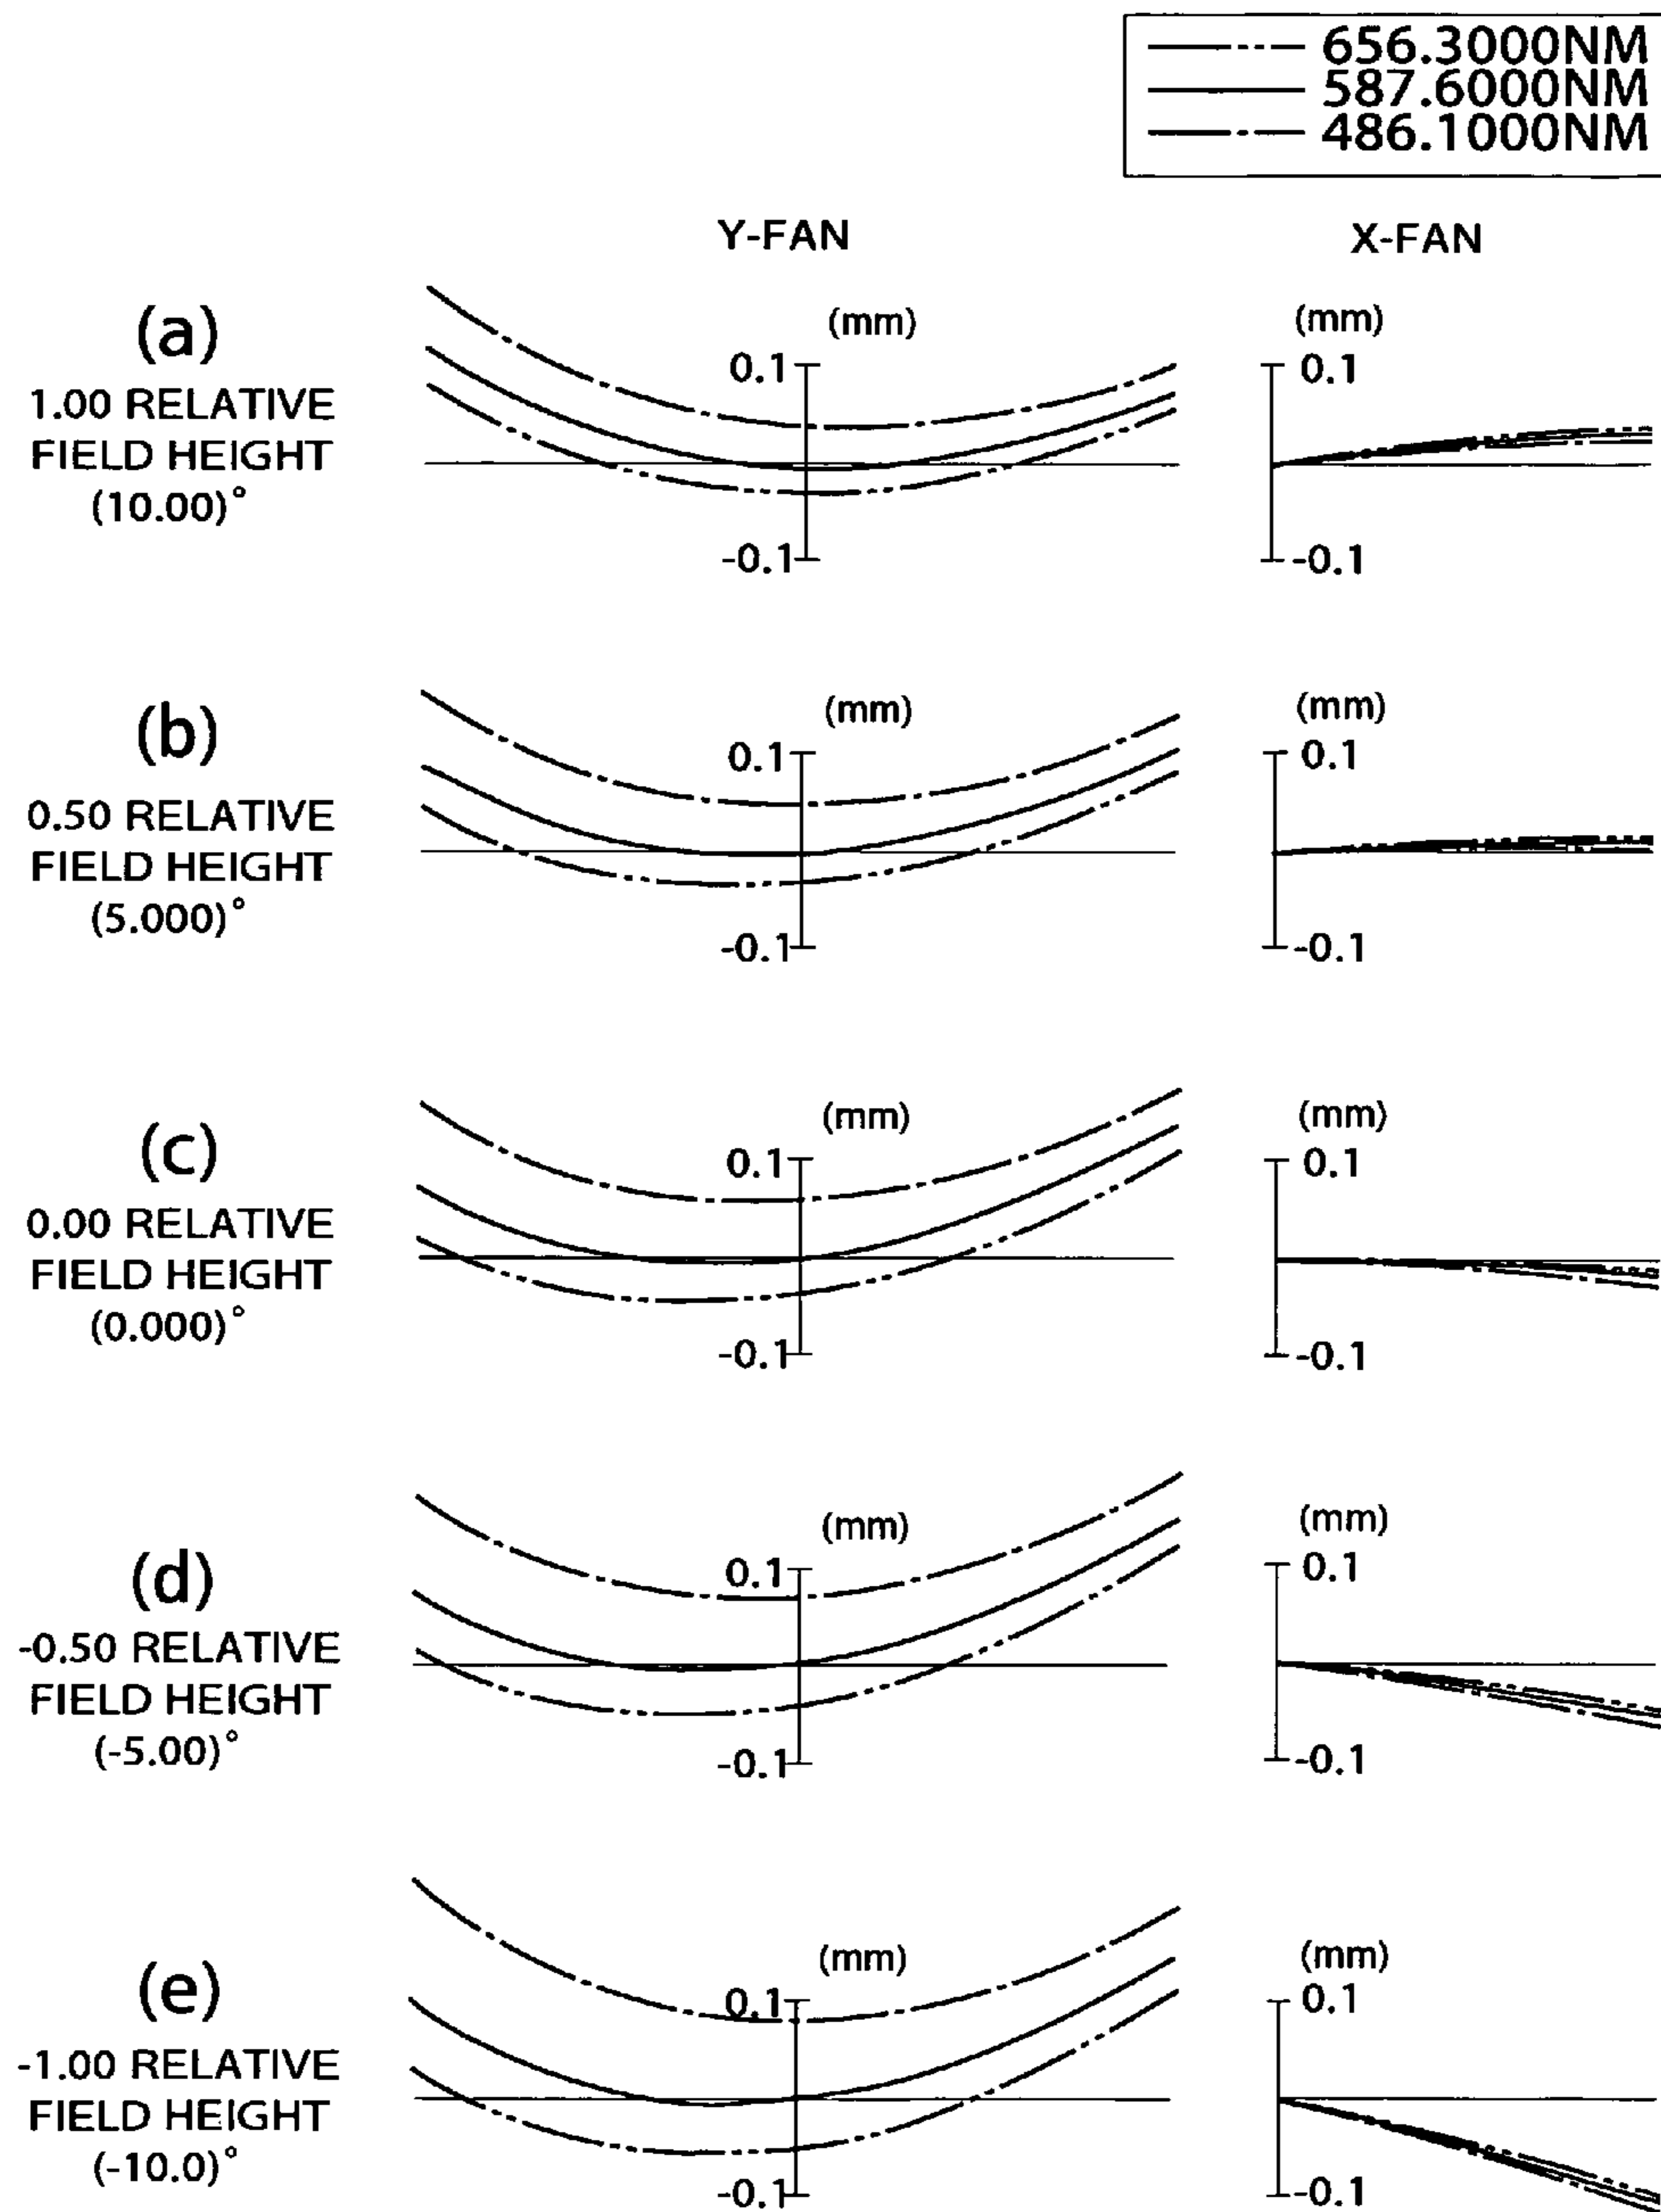 656.3000NM
587.6000NM
486.1000NM
Y-FAN
X-FAN
(a)
1.00 RELATIVE
FIELD HEIGHT
(10.00)°
(mm)
0.1
-0.1
(mm)
0.1
-0.1
(b)
0.50 RELATIVE
FIELD HEIGHT
(5.000)°
(mm)
0.1
-0.1
(mm)
0.1
-0.1
(c)
0.00 RELATIVE
FIELD HEIGHT
(0.000)°
(mm)
0.1
-0.1
(mm)
0.1
-0.1
(d)
-0.50 RELATIVE
FIELD HEIGHT
(-5.00)°
(mm)
0.1
-0.1
(mm)
0.1
-0.1
(e)
-1.00 RELATIVE
FIELD HEIGHT
(-10.0)°
(mm)
0.1
-0.1
(mm)
0.1
-0.1